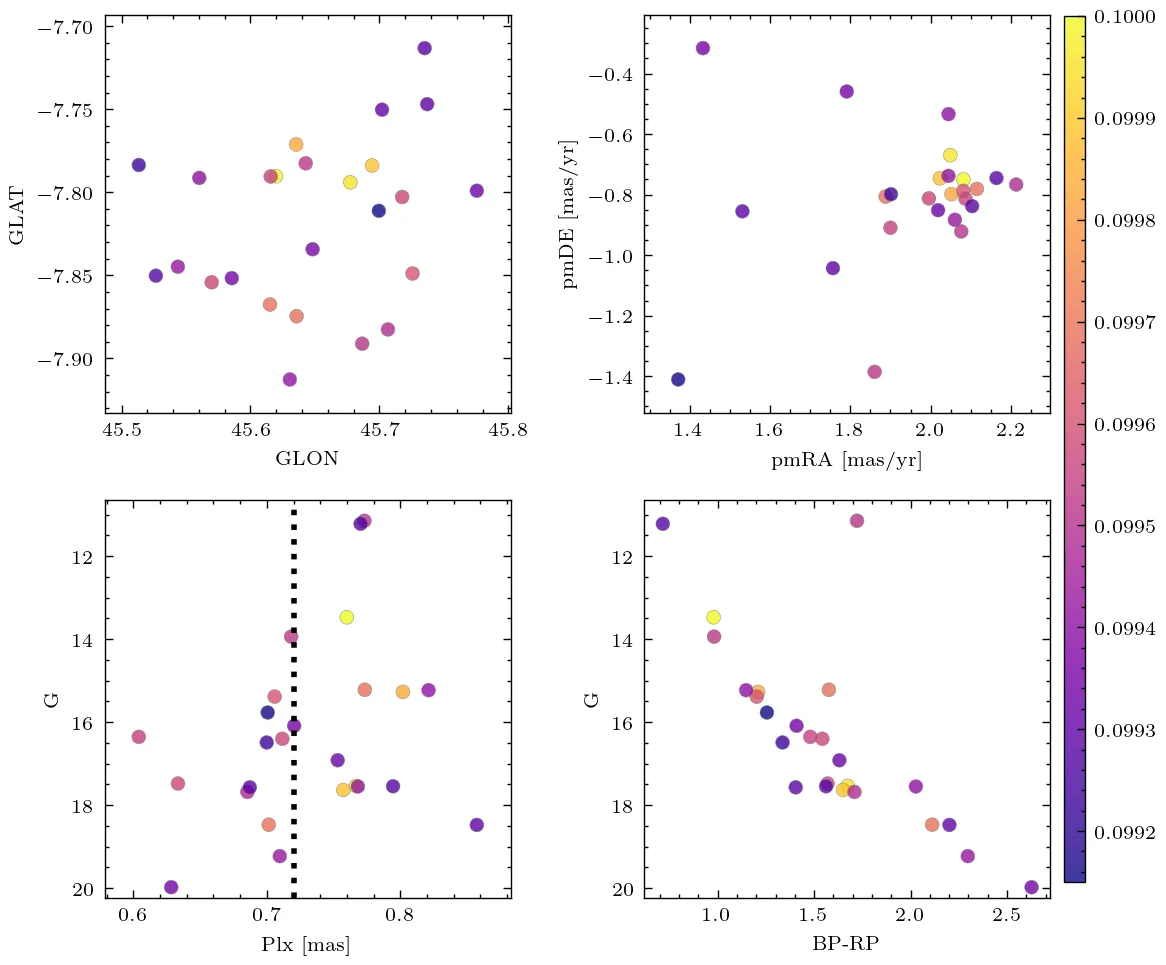 −7.70
−7.75
−7.80
−7.85
−7.90
GLAT
45.5 45.6 45.7 45.8
GLON
−0.4
−0.6
−0.8
−1.0
−1.2
−1.4
pmDE [mas/yr]
1.4 1.6 1.8 2.0 2.2
pmRA [mas/yr]
12
14
16
18
20
G
0.6 0.7 0.8
Plx [mas]
12
14
16
18
20
G
1.0 1.5 2.0 2.5
BP-RP
0.1000
0.0999
0.0998
0.0997
0.0996
0.0995
0.0994
0.0993
0.0992